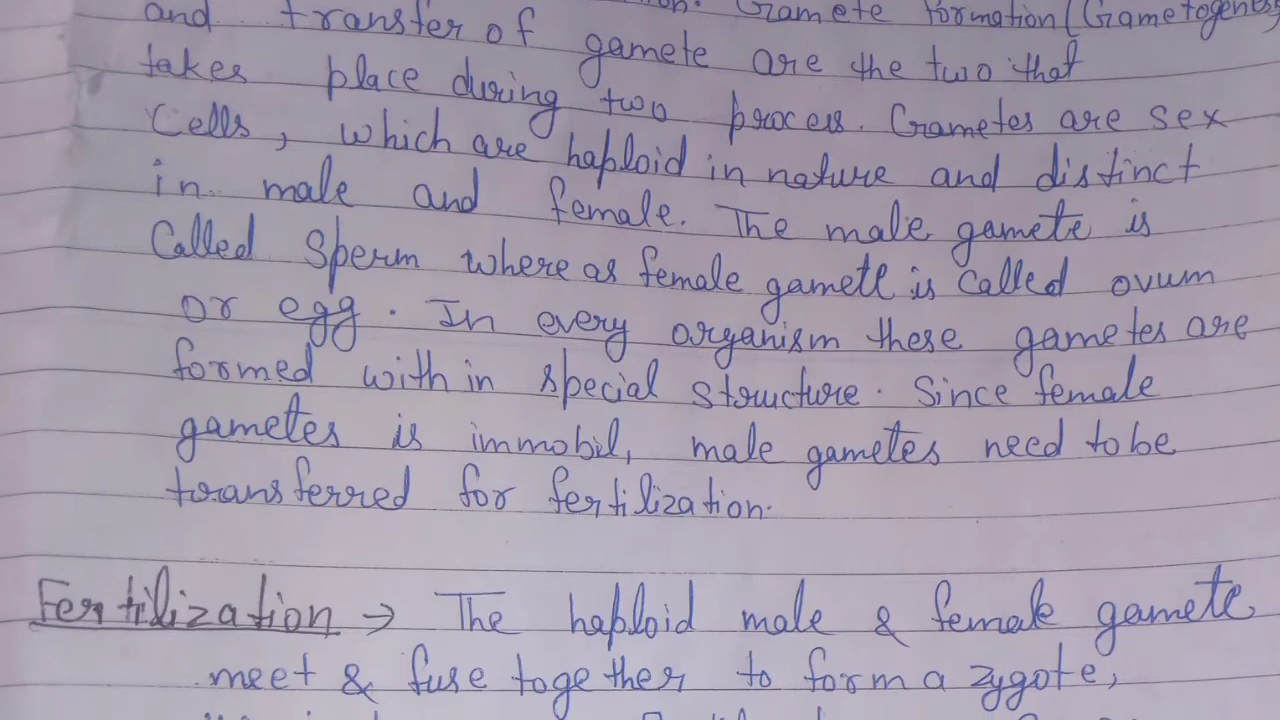 Gamete formation (Gametogenesis
and transfer of gamete are the two that
takes place during two process. Gametes are sex
Cells, which are haploid in nature and distinct
in male and female. The male gamete is
Called Sperm where as female gamete is Called ovum
or egg. In every organism these gametes are
formed with in special structure. Since female
gametes is immobil, male gametes need to be
transferred for fertilization.
Fertilization → The haploid male & female gamete
meet & fuse together to form a zygote,